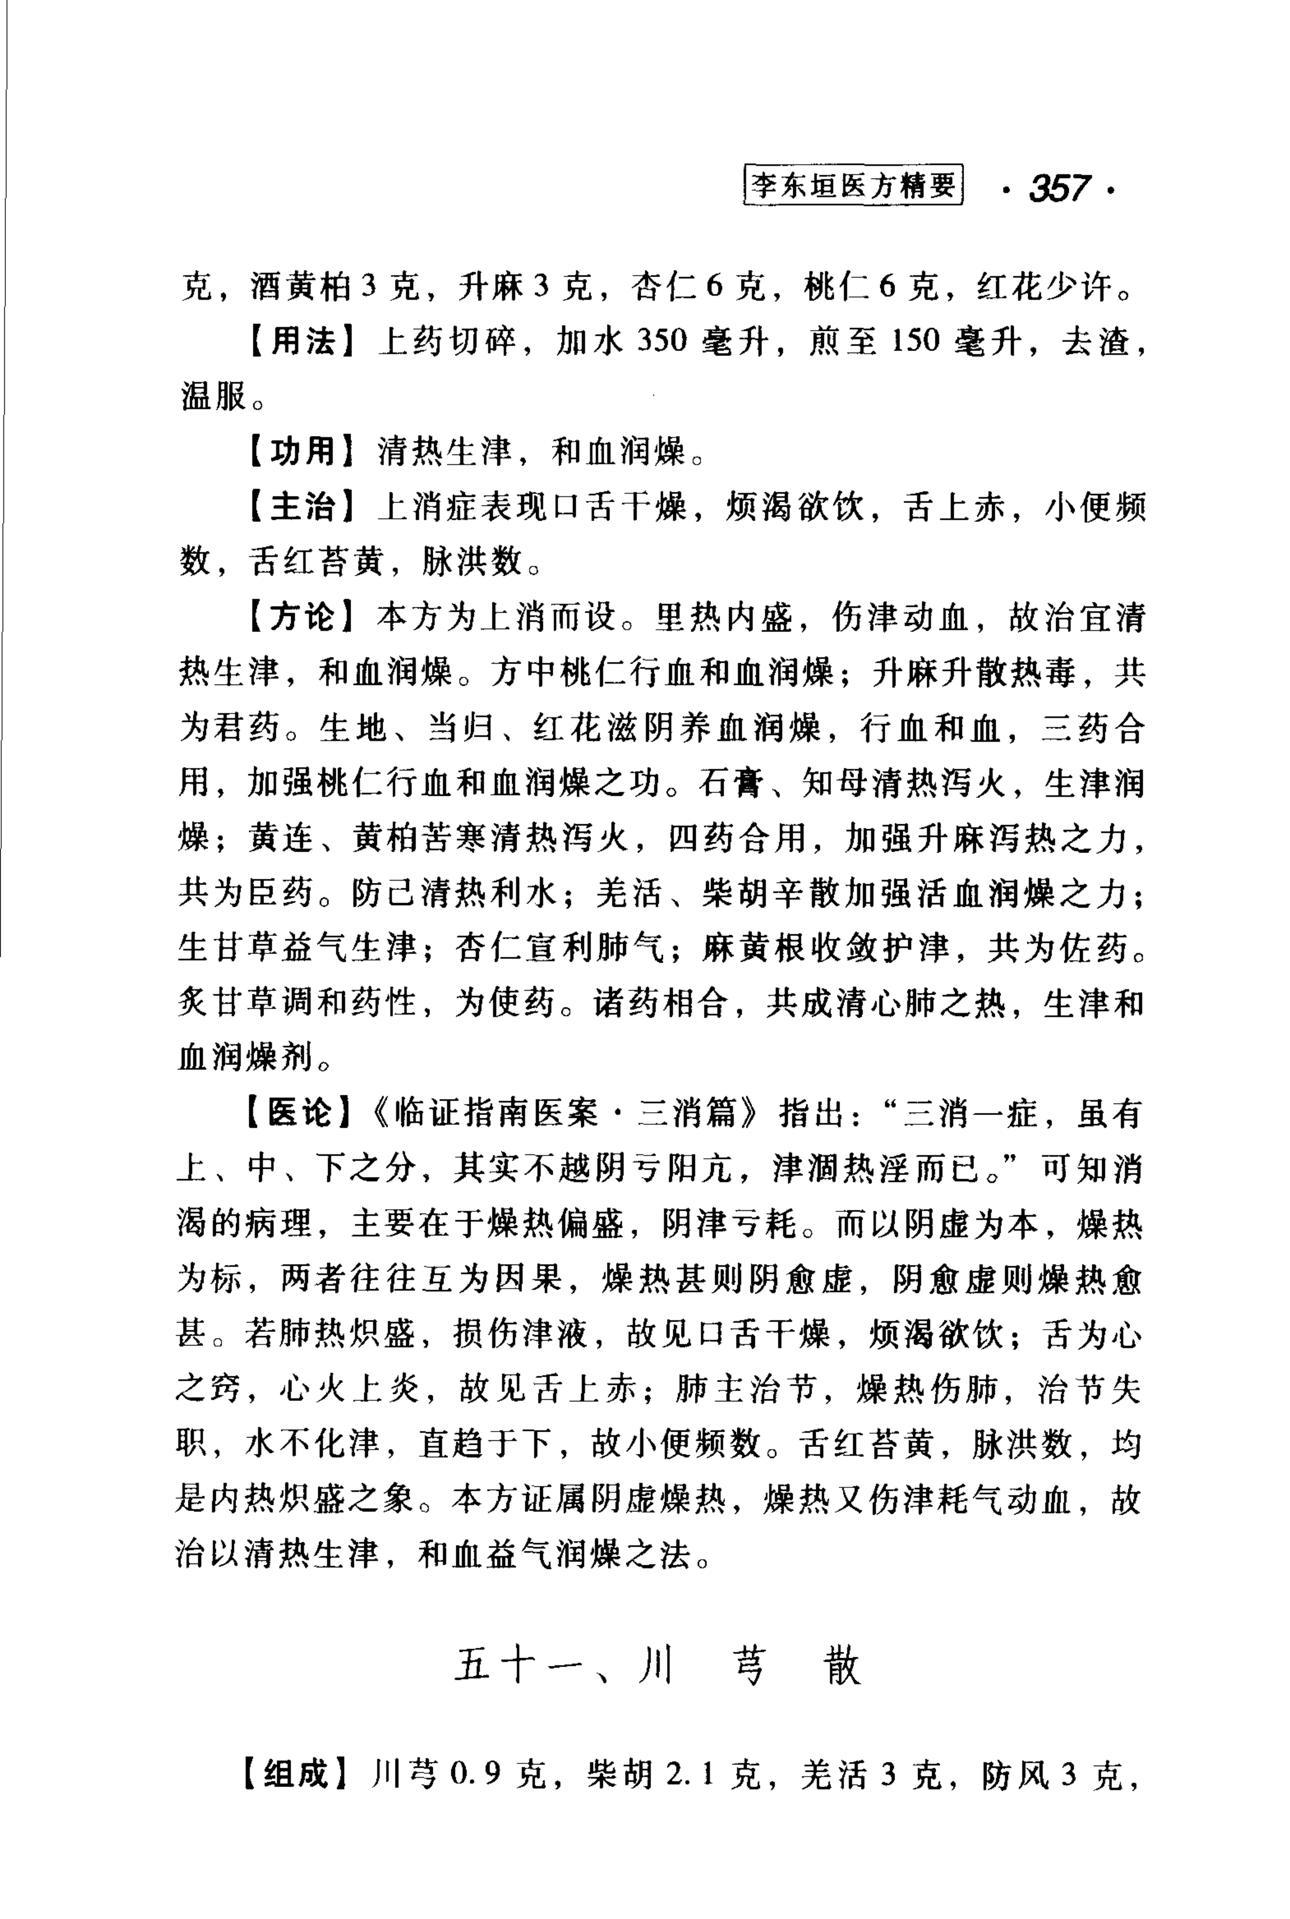 李东垣医方精要 ·357·
克，酒黄柏3克，升麻3克，杏仁6克，桃仁6克，红花少许。
【用法】上药切碎，加水350毫升，煎至150毫升，去渣，
温服。
【功用】清热生津，和血润燥。
【主治】上消症表现口舌干燥，烦渴欲饮，舌上赤，小便频
数，舌红苔黄，脉洪数。
【方论】本方为上消而设。里热内盛，伤津动血，故治宜清
热生津，和血润燥。方中桃仁行血和血润燥；升麻升散热毒，共
为君药。生地、当归、红花滋阴养血润燥，行血和血，三药合
用，加强桃仁行血和血润燥之功。石膏、知母清热泻火，生津润
燥；黄连、黄柏苦寒清热泻火，四药合用，加强升麻泻热之力，
共为臣药。防己清热利水；羌活、柴胡辛散加强活血润燥之力；
生甘草益气生津；杏仁宣利肺气；麻黄根收敛护津，共为佐药。
炙甘草调和药性，为使药。诸药相合，共成清心肺之热，生津和
血润燥剂。
【医论】《临证指南医案·三消篇》指出：“三消一症，虽有
上、中、下之分，其实不越阴亏阳亢，津涸热淫而已。”可知消
渴的病理，主要在于燥热偏盛，阴津亏耗。而以阴虚为本，燥热
为标，两者往往互为因果，燥热甚则阴愈虚，阴愈虚则燥热愈
甚。若肺热炽盛，损伤津液，故见口舌干燥，烦渴欲饮；舌为心
之窍，心火上炎，故见舌上赤；肺主治节，燥热伤肺，治节失
职，水不化津，直趋于下，故小便频数。舌红苔黄，脉洪数，均
是内热炽盛之象。本方证属阴虚燥热，燥热又伤津耗气动血，故
治以清热生津，和血益气润燥之法。
五十一、川芎散
【组成】川芎0.9克，柴胡2.1克，羌活3克，防风3克，